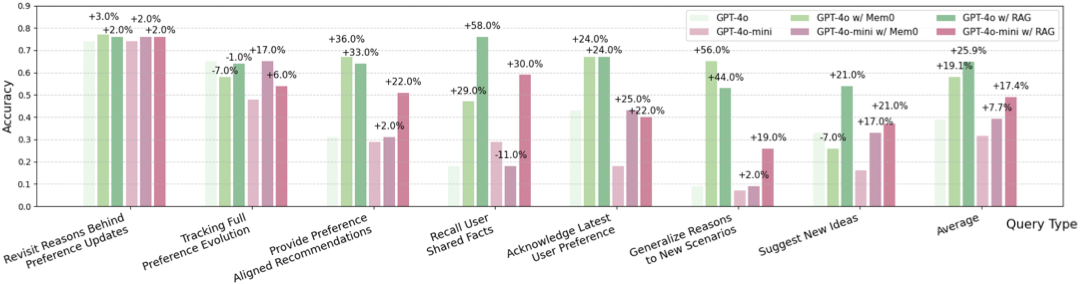 0.9
0.8
0.7
0.6
0.5
0.4
0.3
0.2
0.1
0.0
Accuracy
GPT-4o
GPT-4o w/ Mem0
GPT-4o w/ RAG
GPT-4o-mini
GPT-4o-mini w/ Mem0
GPT-4o-mini w/ RAG
+3.0%
+2.0%
+2.0%
+2.0%
-7.0%
-1.0%
+17.0%
+6.0%
+36.0%
+33.0%
+2.0%
+22.0%
+29.0%
+58.0%
-11.0%
+30.0%
+24.0%
+24.0%
+25.0%
+22.0%
+56.0%
+44.0%
+2.0%
+19.0%
-7.0%
+21.0%
+17.0%
+21.0%
+19.1%
+25.9%
+7.7%
+17.4%
Revisit Reasons Behind
Preference Updates
Tracking Full
Preference Evolution
Provide Preference
Aligned Recommendations
Recall User
Shared Facts
Acknowledge Latest
User Preference
Generalize Reasons
to New Scenarios
Suggest New Ideas
Average
Query Type